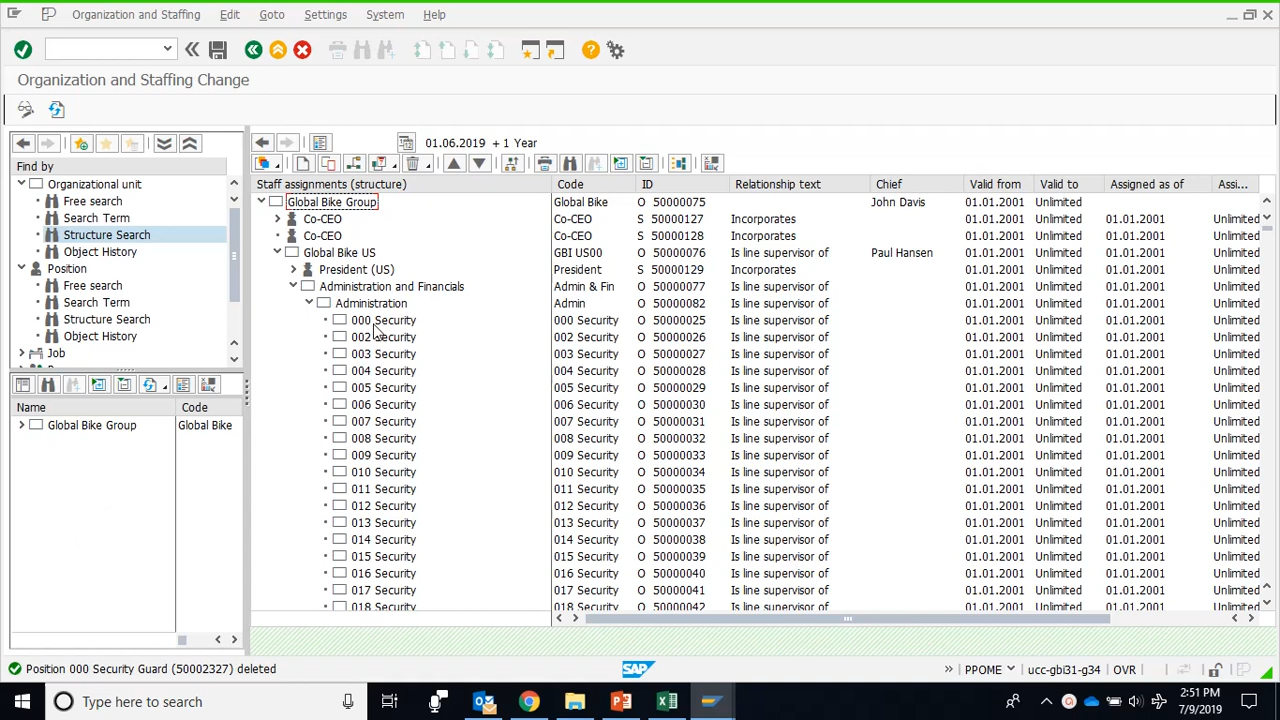 Organization and Staffing Edit Goto Settings System Help
Organization and Staffing Change
Find by
Organizational unit
Free search
Search Term
Structure Search
Object History
Position
Free search
Search Term
Structure Search
Object History
Job
Name Code
Global Bike Group Global Bike
01.06.2019 + 1 Year
Staff assignments (structure) Code ID Relationship text Chief Valid from Valid to Assigned as of Assi...
Global Bike Group Global Bike O 50000075 John Davis 01.01.2001 Unlimited
Co-CEO Co-CEO S 50000127 Incorporates 01.01.2001 Unlimited 01.01.2001 Unlimited
Co-CEO Co-CEO S 50000128 Incorporates 01.01.2001 Unlimited 01.01.2001 Unlimited
Global Bike US GBI US00 O 50000076 Is line supervisor of Paul Hansen 01.01.2001 Unlimited 01.01.2001 Unlimited
President (US) President S 50000129 Incorporates 01.01.2001 Unlimited 01.01.2001 Unlimited
Administration and Financials Admin & Fin O 50000077 Is line supervisor of 01.01.2001 Unlimited 01.01.2001 Unlimited
Administration Admin O 50000082 Is line supervisor of 01.01.2001 Unlimited 01.01.2001 Unlimited
000 Security 000 Security O 50000025 Is line supervisor of 01.01.2001 Unlimited 01.01.2001 Unlimited
002 Security 002 Security O 50000026 Is line supervisor of 01.01.2001 Unlimited 01.01.2001 Unlimited
003 Security 003 Security O 50000027 Is line supervisor of 01.01.2001 Unlimited 01.01.2001 Unlimited
004 Security 004 Security O 50000028 Is line supervisor of 01.01.2001 Unlimited 01.01.2001 Unlimited
005 Security 005 Security O 50000029 Is line supervisor of 01.01.2001 Unlimited 01.01.2001 Unlimited
006 Security 006 Security O 50000030 Is line supervisor of 01.01.2001 Unlimited 01.01.2001 Unlimited
007 Security 007 Security O 50000031 Is line supervisor of 01.01.2001 Unlimited 01.01.2001 Unlimited
008 Security 008 Security O 50000032 Is line supervisor of 01.01.2001 Unlimited 01.01.2001 Unlimited
009 Security 009 Security O 50000033 Is line supervisor of 01.01.2001 Unlimited 01.01.2001 Unlimited
010 Security 010 Security O 50000034 Is line supervisor of 01.01.2001 Unlimited 01.01.2001 Unlimited
011 Security 011 Security O 50000035 Is line supervisor of 01.01.2001 Unlimited 01.01.2001 Unlimited
012 Security 012 Security O 50000036 Is line supervisor of 01.01.2001 Unlimited 01.01.2001 Unlimited
013 Security 013 Security O 50000037 Is line supervisor of 01.01.2001 Unlimited 01.01.2001 Unlimited
014 Security 014 Security O 50000038 Is line supervisor of 01.01.2001 Unlimited 01.01.2001 Unlimited
015 Security 015 Security O 50000039 Is line supervisor of 01.01.2001 Unlimited 01.01.2001 Unlimited
016 Security 016 Security O 50000040 Is line supervisor of 01.01.2001 Unlimited 01.01.2001 Unlimited
017 Security 017 Security O 50000041 Is line supervisor of 01.01.2001 Unlimited 01.01.2001 Unlimited
018 Security 018 Security O 50000042 Is line supervisor of 01.01.2001 Unlimited 01.01.2001 Unlimited
Position 000 Security Guard (50002327) deleted SAP PPOME ucc-gbi31-g34 OVR
Type here to search 2:51 PM
7/9/2019